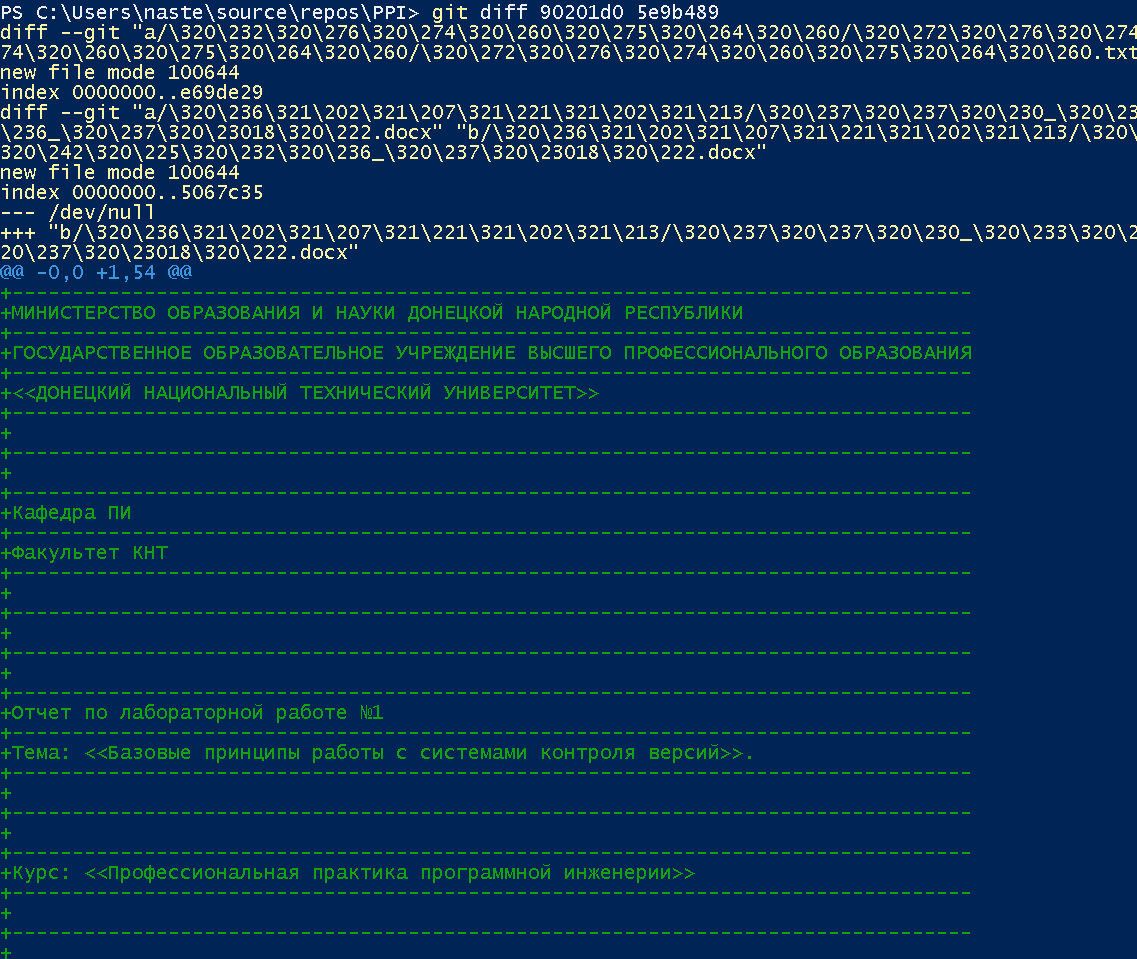 PS C:\Users\naste\source\repos\PPI> git diff 90201d0 5e9b489
diff --git "a/\320\232\320\276\320\274\320\260\320\275\320\264\320\260/\320\272\320\276\320\274
74\320\260\320\275\320\264\320\260/\320\272\320\276\320\274\320\260\320\275\320\264\320\260.txt
new file mode 100644
index 0000000..e69de29
diff --git "a/\320\236\321\202\321\207\321\221\321\202\321\213/\320\237\320\237\320\230_\320\23
\236_\320\237\320\23018\320\222.docx" "b/\320\236\321\202\321\207\321\221\321\202\321\213/\320\
320\242\320\225\320\232\320\236_\320\237\320\23018\320\222.docx"
new file mode 100644
index 0000000..5067c35
--- /dev/null
+++ "b/\320\236\321\202\321\207\321\221\321\202\321\213/\320\237\320\237\320\230_\320\233\320\2
20\237\320\23018\320\222.docx"
@@ -0,0 +1,54 @@
+--------------------------------------------------------------------------------
+МИНИСТЕРСТВО ОБРАЗОВАНИЯ И НАУКИ ДОНЕЦКОЙ НАРОДНОЙ РЕСПУБЛИКИ
+--------------------------------------------------------------------------------
+ГОСУДАРСТВЕННОЕ ОБРАЗОВАТЕЛЬНОЕ УЧРЕЖДЕНИЕ ВЫСШЕГО ПРОФЕССИОНАЛЬНОГО ОБРАЗОВАНИЯ
+--------------------------------------------------------------------------------
+<<ДОНЕЦКИЙ НАЦИОНАЛЬНЫЙ ТЕХНИЧЕСКИЙ УНИВЕРСИТЕТ>>
+--------------------------------------------------------------------------------
+
+--------------------------------------------------------------------------------
+
+--------------------------------------------------------------------------------
+Кафедра ПИ
+--------------------------------------------------------------------------------
+Факультет КНТ
+--------------------------------------------------------------------------------
+
+--------------------------------------------------------------------------------
+
+--------------------------------------------------------------------------------
+
+--------------------------------------------------------------------------------
+Отчет по лабораторной работе №1
+--------------------------------------------------------------------------------
+Тема: <<Базовые принципы работы с системами контроля версий>>.
+--------------------------------------------------------------------------------
+
+--------------------------------------------------------------------------------
+
+--------------------------------------------------------------------------------
+Курс: <<Профессиональная практика программной инженерии>>
+--------------------------------------------------------------------------------
+
+--------------------------------------------------------------------------------
+